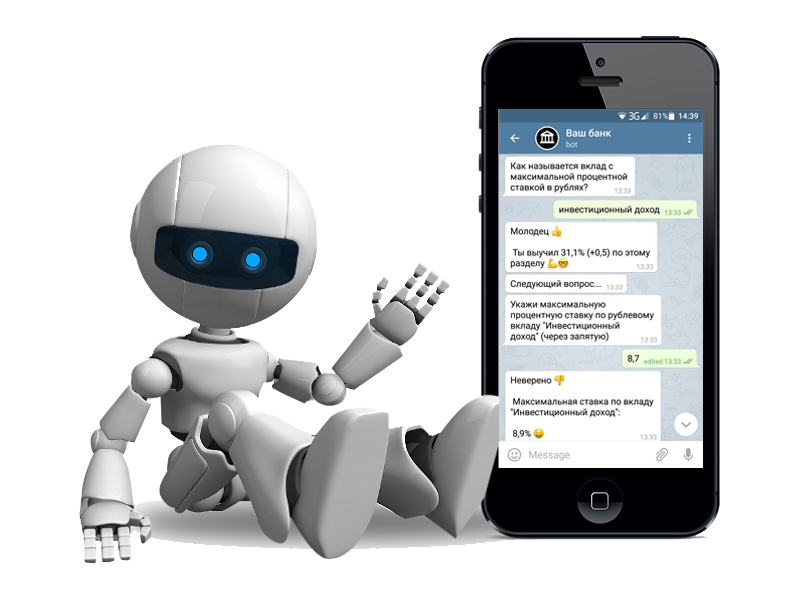 3G 81% 14:39
Ваш банк
bot
Как называется вклад с
максимальной процентной
ставкой в рублях?
13:33
инвестиционный доход 13:33
Молодец 👍
Ты выучил 31,1% (+0,5) по этому
разделу 💪🤓
13:33
Следующий вопрос... 13:33
Укажи максимальную
процентную ставку по рублевому
вкладу "Инвестиционный
доход" (через запятую) 13:33
8,7 edited 13:33
Неверено 👎
Максимальная ставка по вкладу
"Инвестиционный доход":
8,9% 😄 13:33
Message